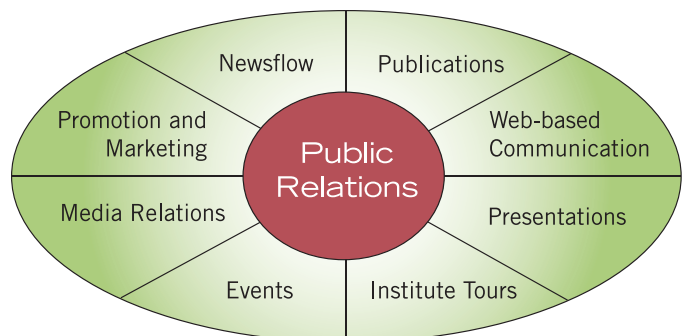 Newsflow
Publications
Promotion and
Marketing
Web-based
Communication
Public
Relations
Media Relations
Presentations
Events
Institute Tours